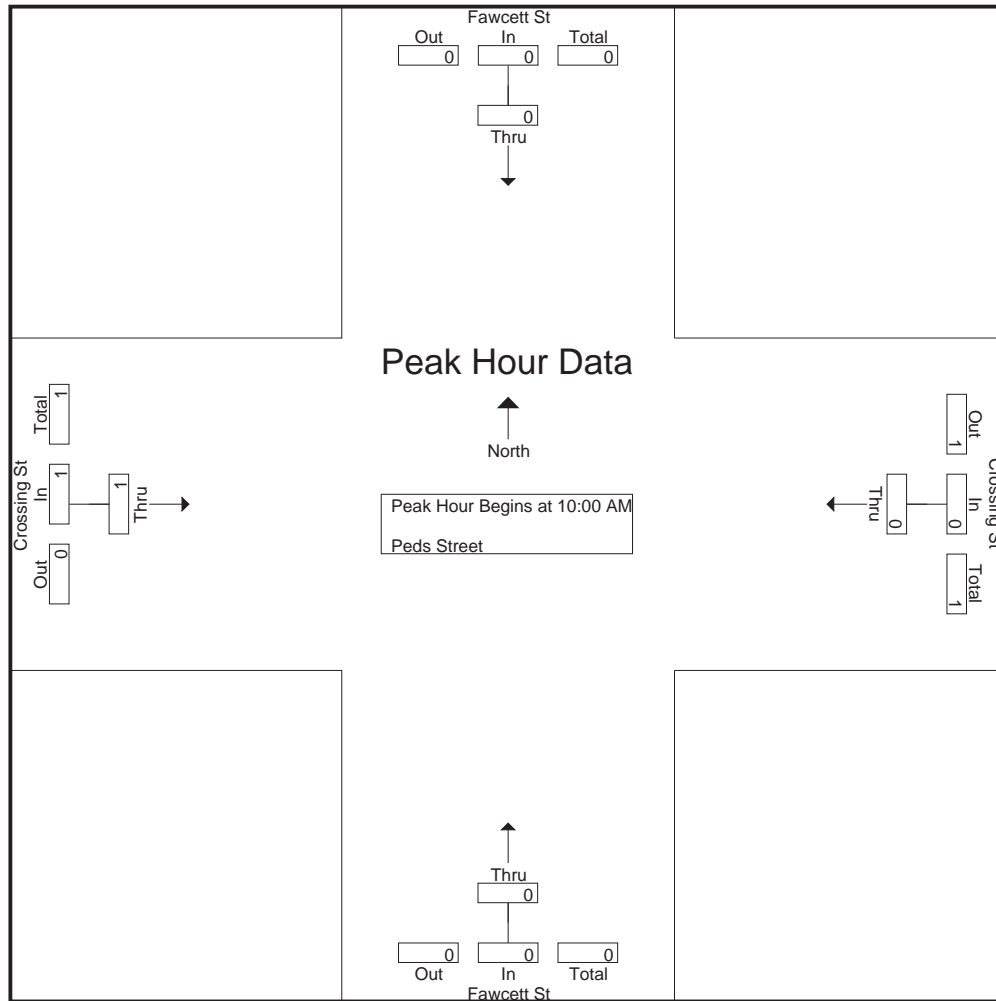 Fawcett St
Out In Total
0 0 0
0
Thru
Peak Hour Data
North
Peak Hour Begins at 10:00 AM
Peds Street
Crossing St
Total In Out
1 1 0
1
Thru
Crossing St
Out In Total
1 0 1
0
Thru
Thru
0
0 0 0
Out In Total
Fawcett St